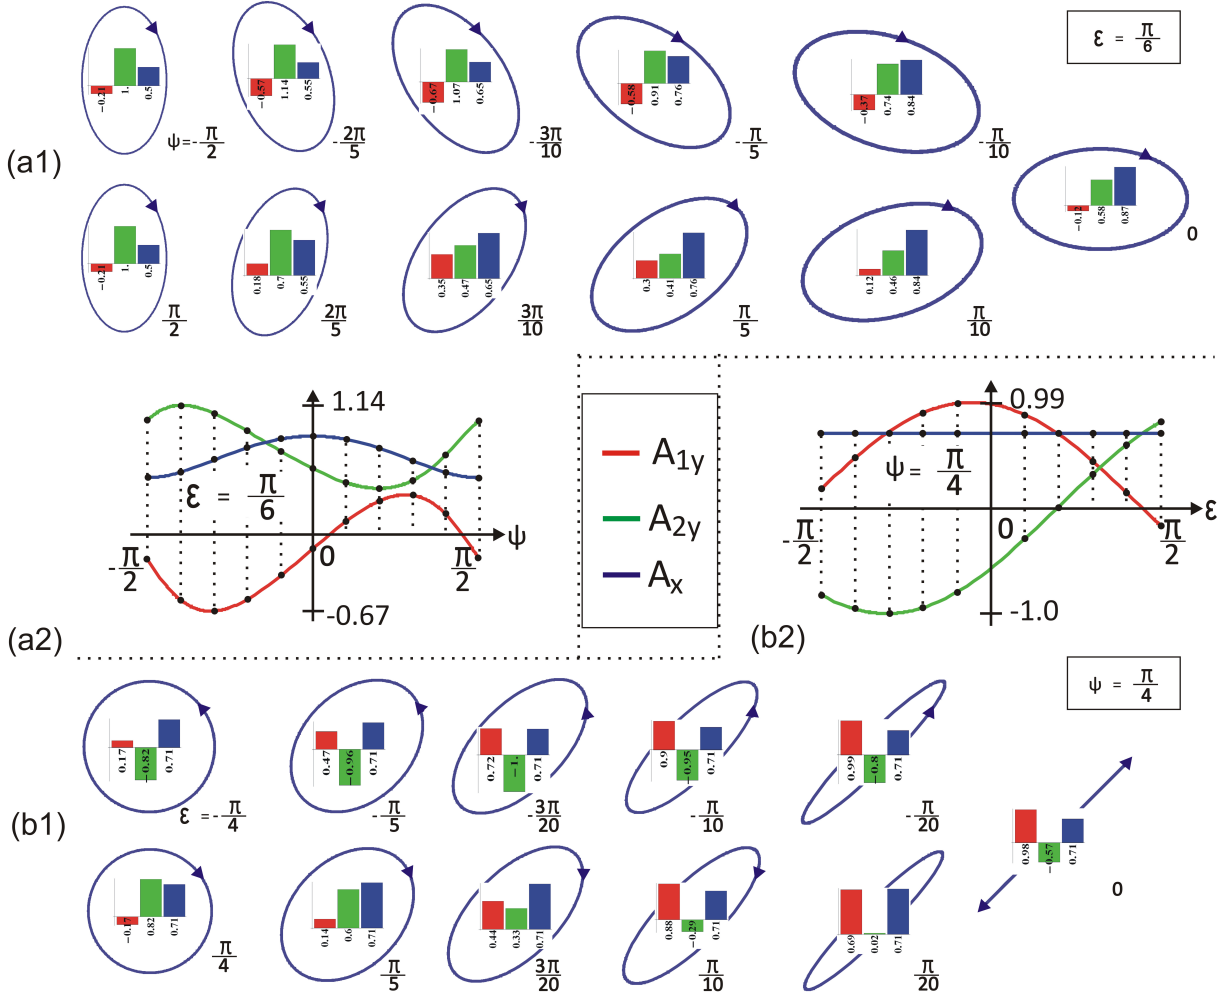 ε = π/6
-0.21 1. 0.5
-0.57 1.14 0.55
-0.67 1.07 0.65
-0.58 0.91 0.76
-0.37 0.74 0.84
ψ=-π/2
-2π/5
-3π/10
-π/5
-π/10
(a1)
-0.12 0.58 0.87
0
-0.21 1. 0.5
0.18 0.7 0.55
0.35 0.47 0.65
0.3 0.41 0.76
0.12 0.46 0.84
π/2
2π/5
3π/10
π/5
π/10
1.14
ε = π/6
ψ
-π/2
0
π/2
-0.67
(a2)
A1y
A2y
Ax
0.99
ψ = π/4
ε
-π/2
0
π/2
-1.0
(b2)
ψ = π/4
0.17 -0.82 0.71
0.47 -0.96 0.71
0.72 -1. 0.71
0.9 -0.95 0.71
0.99 -0.8 0.71
ε =-π/4
-π/5
-3π/20
-π/10
-π/20
(b1)
0.98 -0.57 0.71
0
-0.17 0.82 0.71
0.14 0.6 0.71
0.44 0.33 0.71
0.88 -0.29 0.71
0.69 0.02 0.71
π/4
π/5
3π/20
π/10
π/20